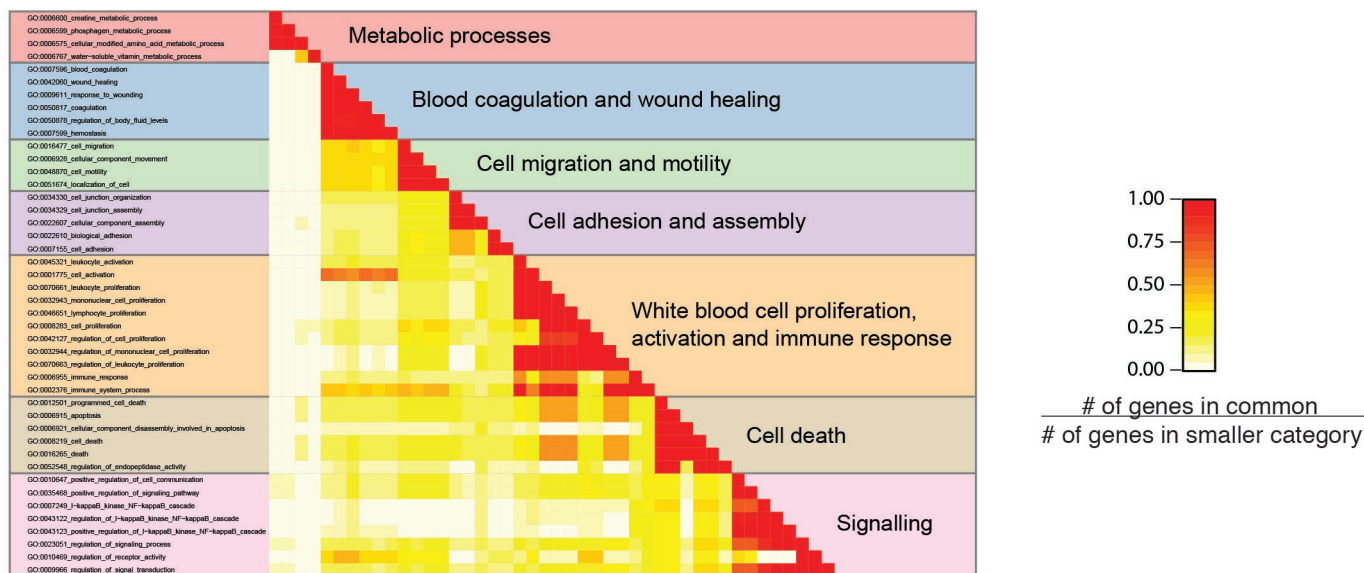 GO:0006600_creatine_metabolic_process
GO:0006599_phosphagen_metabolic_process
GO:0006575_cellular_modified_amino_acid_metabolic_process
GO:0006767_water-soluble_vitamin_metabolic_process
Metabolic processes
GO:0007596_blood_coagulation
GO:0042060_wound_healing
GO:0009611_response_to_wounding
GO:0050817_coagulation
GO:0050878_regulation_of_body_fluid_levels
GO:0007599_hemostasis
Blood coagulation and wound healing
GO:0016477_cell_migration
GO:0006928_cellular_component_movement
GO:0048870_cell_motility
GO:0051674_localization_of_cell
Cell migration and motility
GO:0034330_cell_junction_organization
GO:0034329_cell_junction_assembly
GO:0022607_cellular_component_assembly
GO:0022610_biological_adhesion
GO:0007155_cell_adhesion
Cell adhesion and assembly
GO:0045321_leukocyte_activation
GO:0001775_cell_activation
GO:0070661_leukocyte_proliferation
GO:0032943_mononuclear_cell_proliferation
GO:0046651_lymphocyte_proliferation
GO:0008283_cell_proliferation
GO:0042127_regulation_of_cell_proliferation
GO:0032944_regulation_of_mononuclear_cell_proliferation
GO:0070663_regulation_of_leukocyte_proliferation
GO:0006955_immune_response
GO:0002376_immune_system_process
White blood cell proliferation,
activation and immune response
GO:0012501_programmed_cell_death
GO:0006915_apoptosis
GO:0006921_cellular_component_disassembly_involved_in_apoptosis
GO:0008219_cell_death
GO:0016265_death
GO:0052548_regulation_of_endopeptidase_activity
Cell death
GO:0010647_positive_regulation_of_cell_communication
GO:0035468_positive_regulation_of_signaling_pathway
GO:0007249_I-kappaB_kinase_NF-kappaB_cascade
GO:0043122_regulation_of_I-kappaB_kinase_NF-kappaB_cascade
GO:0043123_positive_regulation_of_I-kappaB_kinase_NF-kappaB_cascade
GO:0023051_regulation_of_signaling_process
GO:0010469_regulation_of_receptor_activity
GO:0009966_regulation_of_signal_transduction
Signalling
1.00
0.75
0.50
0.25
0.00
# of genes in common
# of genes in smaller category